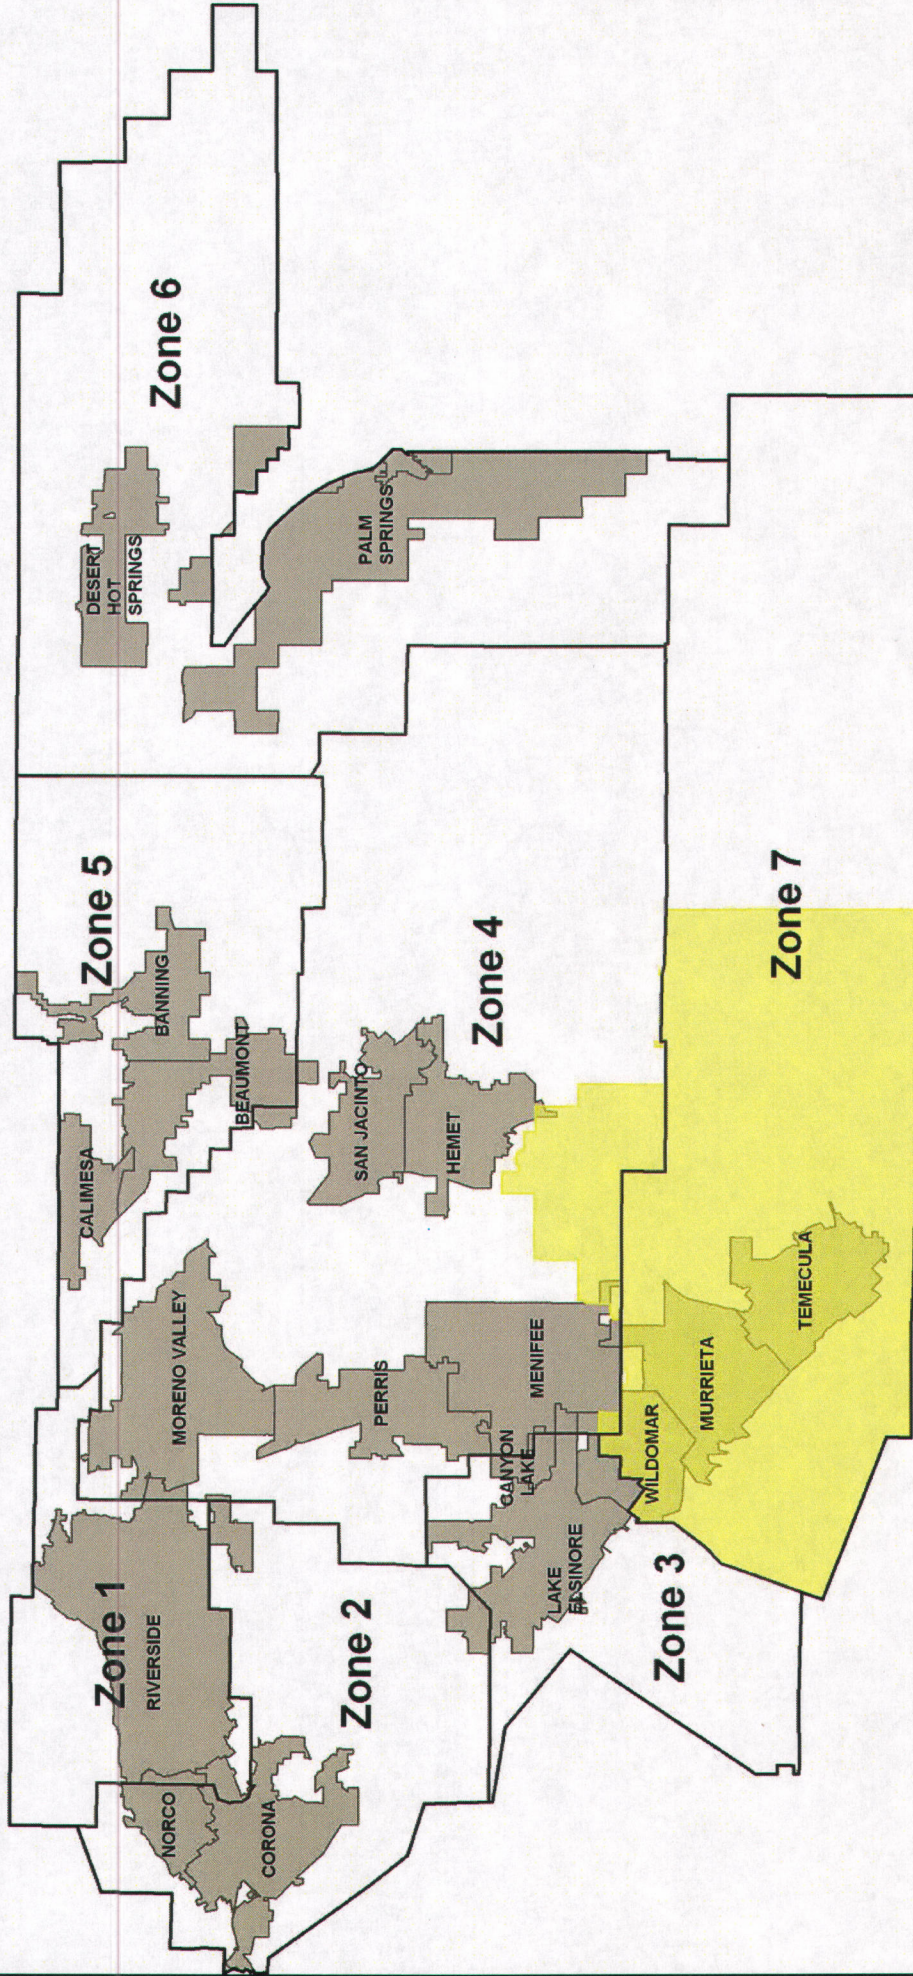 Zone 6
DESERT
HOT
SPRINGS
PALM
SPRINGS
Zone 5
BANNING
BEAUMONT
CALIMESA
Zone 4
SAN JACINTO
HEMET
Zone 7
TEMECULA
MURRIETA
WILDOMAR
MORENO VALLEY
PERRIS
MENIFEE
CANYON
LAKE
LAKE
ELSINORE
Zone 3
Zone 1
RIVERSIDE
Zone 2
NORCO
CORONA